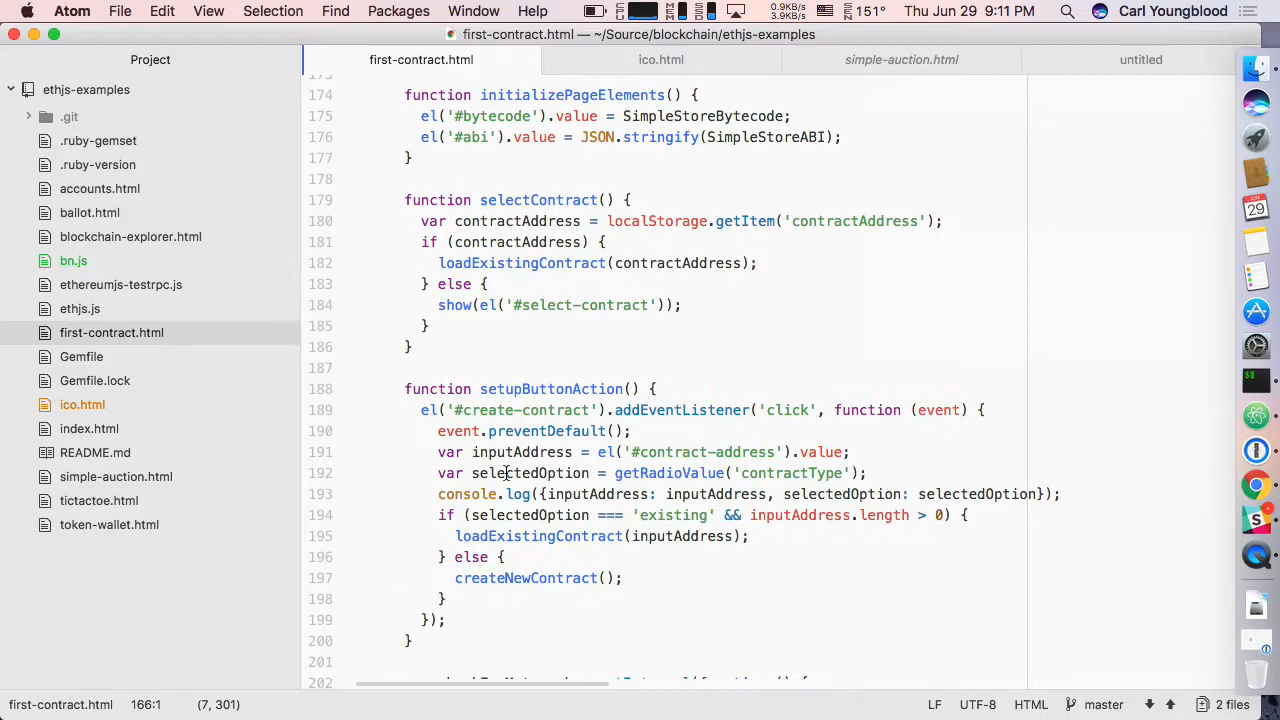 Atom File Edit View Selection Find Packages Window Help 0.9KB/s 3.9KB/s 151° Thu Jun 29 9:11 PM Carl Youngblood
first-contract.html — ~/Source/blockchain/ethjs-examples
Project
first-contract.html ico.html simple-auction.html untitled
ethjs-examples
.git
.ruby-gemset
.ruby-version
accounts.html
ballot.html
blockchain-explorer.html
bn.js
ethereumjs-testrpc.js
ethjs.js
first-contract.html
Gemfile
Gemfile.lock
ico.html
index.html
README.md
simple-auction.html
tictactoe.html
token-wallet.html
173
174 function initializePageElements() {
175 el('#bytecode').value = SimpleStoreBytecode;
176 el('#abi').value = JSON.stringify(SimpleStoreABI);
177 }
178
179 function selectContract() {
180 var contractAddress = localStorage.getItem('contractAddress');
181 if (contractAddress) {
182 loadExistingContract(contractAddress);
183 } else {
184 show(el('#select-contract'));
185 }
186 }
187
188 function setupButtonAction() {
189 el('#create-contract').addEventListener('click', function (event) {
190 event.preventDefault();
191 var inputAddress = el('#contract-address').value;
192 var selectedOption = getRadioValue('contractType');
193 console.log({inputAddress: inputAddress, selectedOption: selectedOption});
194 if (selectedOption === 'existing' && inputAddress.length > 0) {
195 loadExistingContract(inputAddress);
196 } else {
197 createNewContract();
198 }
199 });
200 }
201
202
first-contract.html 166:1 (7, 301) LF UTF-8 HTML master 2 files